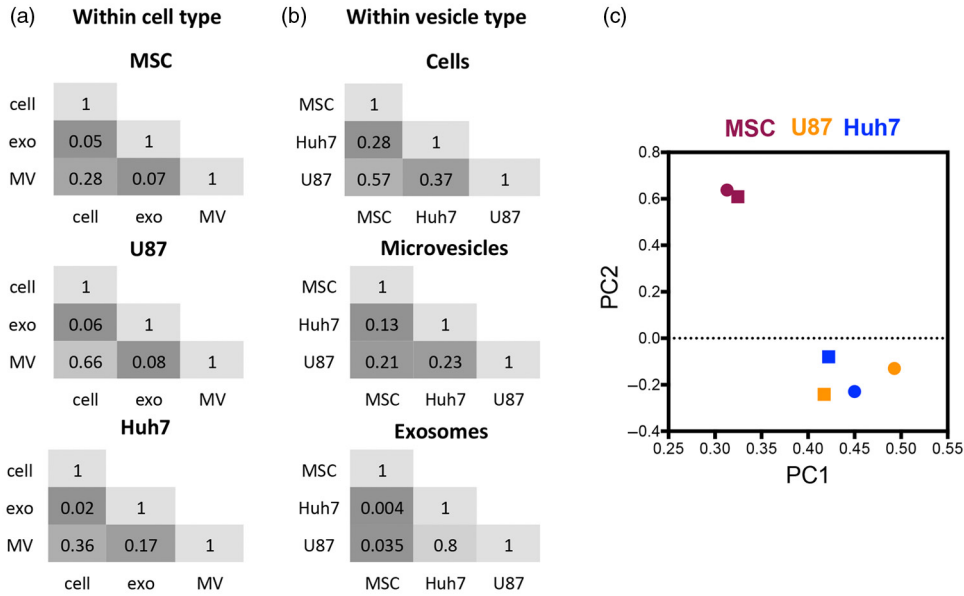 (a) Within cell type
MSC
cell 1
exo 0.05 1
MV 0.28 0.07 1
cell exo MV
U87
cell 1
exo 0.06 1
MV 0.66 0.08 1
cell exo MV
Huh7
cell 1
exo 0.02 1
MV 0.36 0.17 1
cell exo MV
(b) Within vesicle type
Cells
MSC 1
Huh7 0.28 1
U87 0.57 0.37 1
MSC Huh7 U87
Microvesicles
MSC 1
Huh7 0.13 1
U87 0.21 0.23 1
MSC Huh7 U87
Exosomes
MSC 1
Huh7 0.004 1
U87 0.035 0.8 1
MSC Huh7 U87
(c)
MSC U87 Huh7
0.8
0.6
0.4
0.2
0.0
−0.2
−0.4
PC2
0.25 0.30 0.35 0.40 0.45 0.50 0.55
PC1